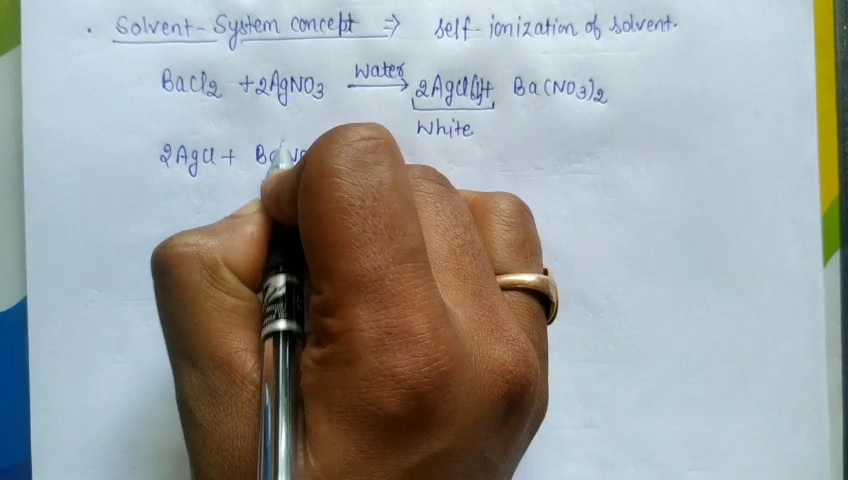 . Solvent-System concept ⇒ self-ionization of solvent.
BaCl2 + 2AgNO3 Water → 2AgCl(↓)+ Ba(NO3)2
White
2AgCl +